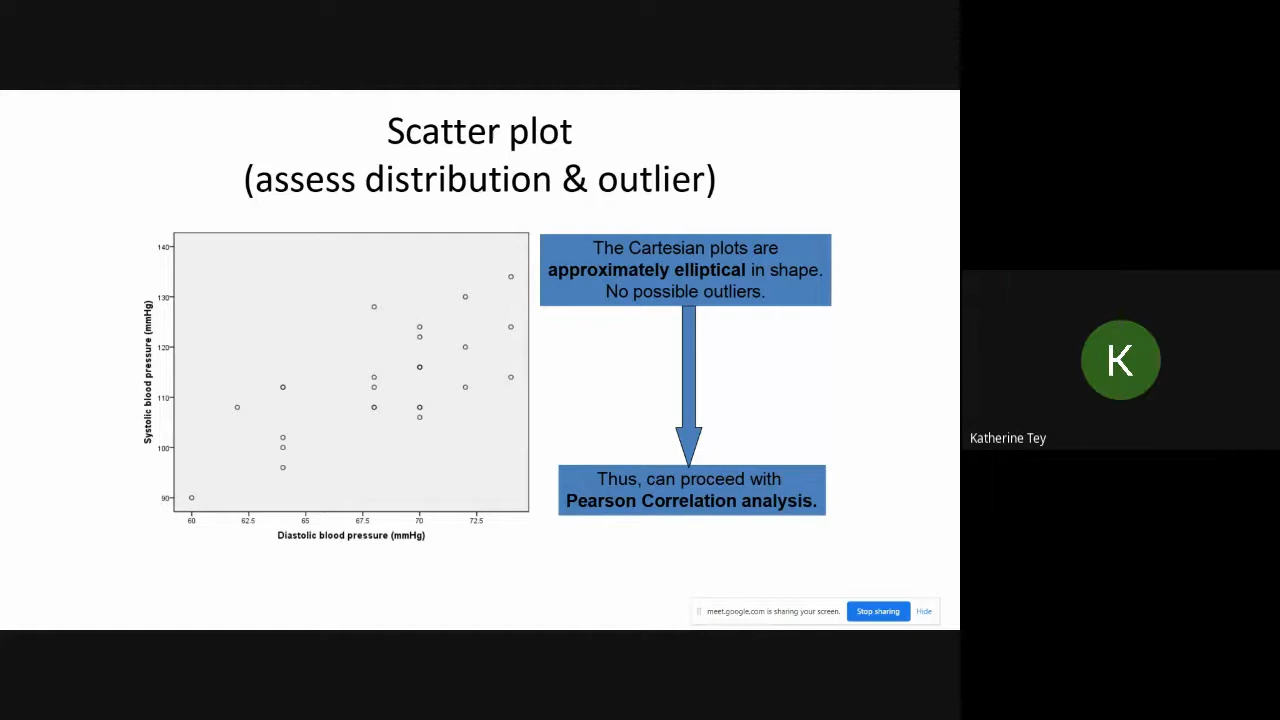 Scatter plot
(assess distribution & outlier)
140
130
120
110
100
90
Systolic blood pressure (mmHg)
60
62.5
65
67.5
70
72.5
Diastolic blood pressure (mmHg)
The Cartesian plots are
approximately elliptical in shape.
No possible outliers.
Thus, can proceed with
Pearson Correlation analysis.
meet.google.com is sharing your screen.
Stop sharing
Hide
K
Katherine Tey